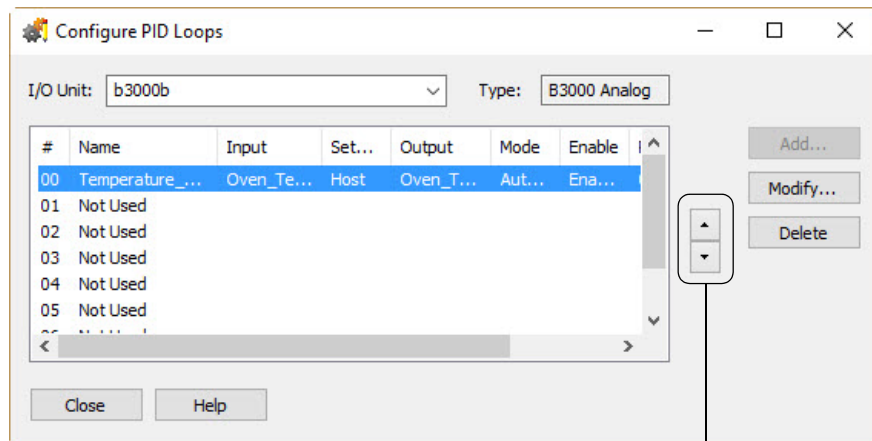 Configure PID Loops
I/O Unit: b3000b Type: B3000 Analog
# Name Input Set... Output Mode Enable
00 Temperature_... Oven_Te... Host Oven_T... Aut... Ena...
01 Not Used
02 Not Used
03 Not Used
04 Not Used
05 Not Used
Add...
Modify...
Delete
Close Help